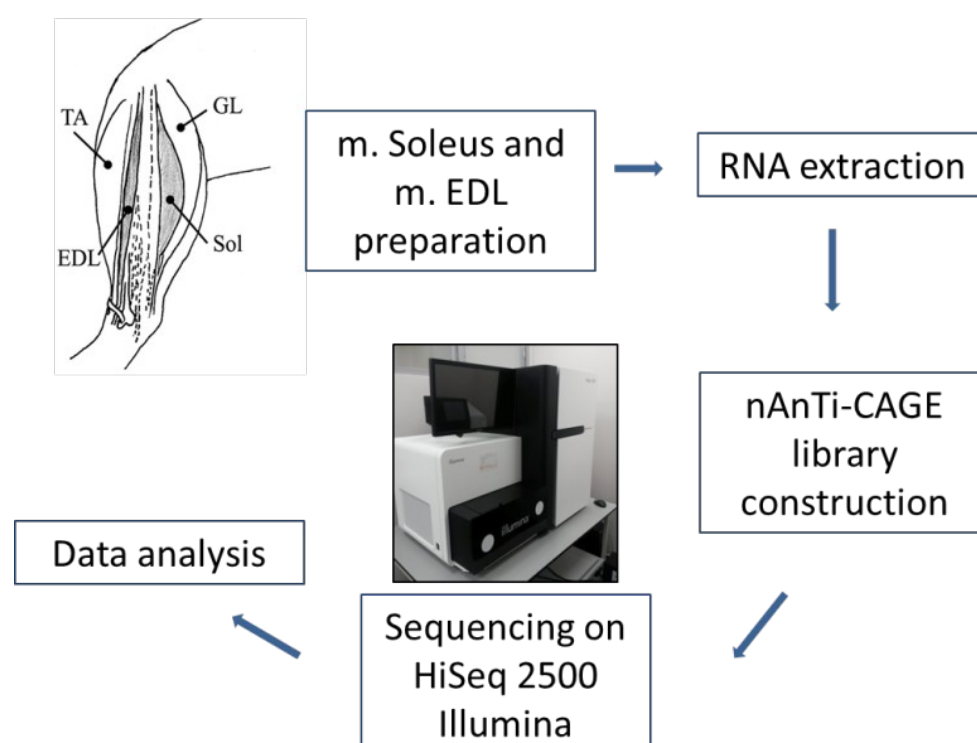 TA
GL
EDL
Sol
m. Soleus and
m. EDL
preparation
RNA extraction
nAnTi-CAGE
library
construction
illumina
Sequencing on
HiSeq 2500
Illumina
Data analysis